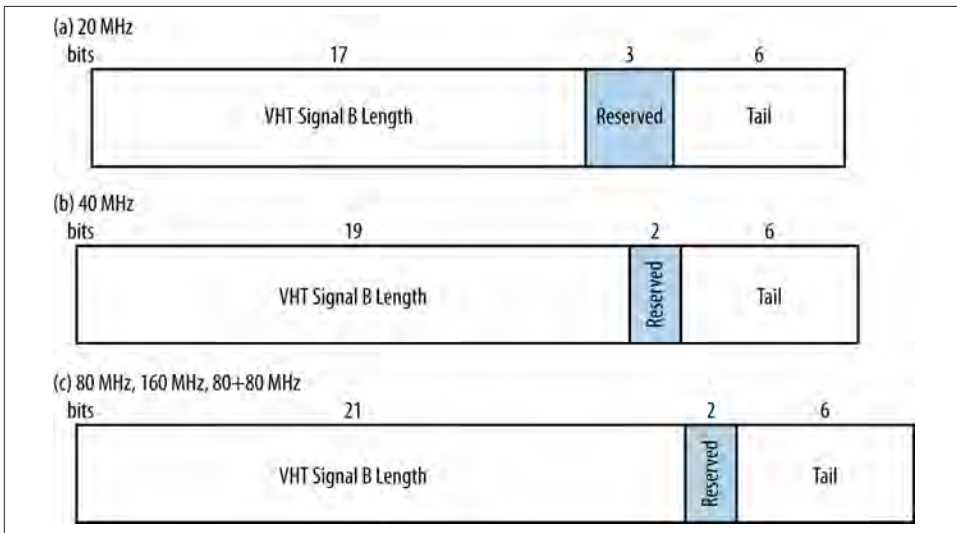 (a) 20 MHz
bits 17 3 6
VHT Signal B Length Reserved Tail
(b) 40 MHz
bits 19 2 6
VHT Signal B Length Reserved Tail
(c) 80 MHz, 160 MHz, 80+80 MHz
bits 21 2 6
VHT Signal B Length Reserved Tail